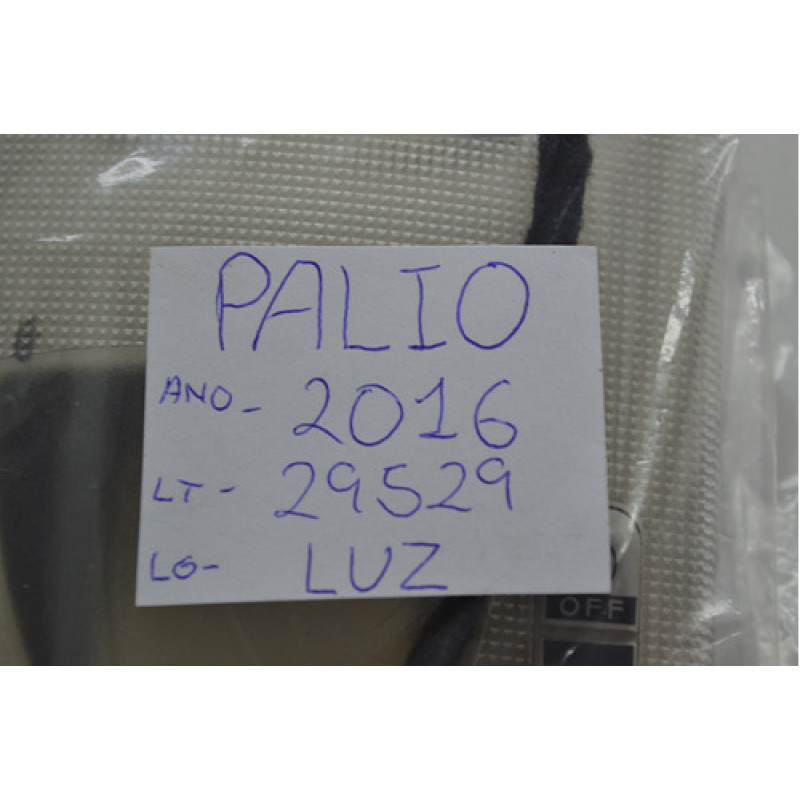 PALIO
ANO- 2016
LT- 29529
LO- LUZ
OFF